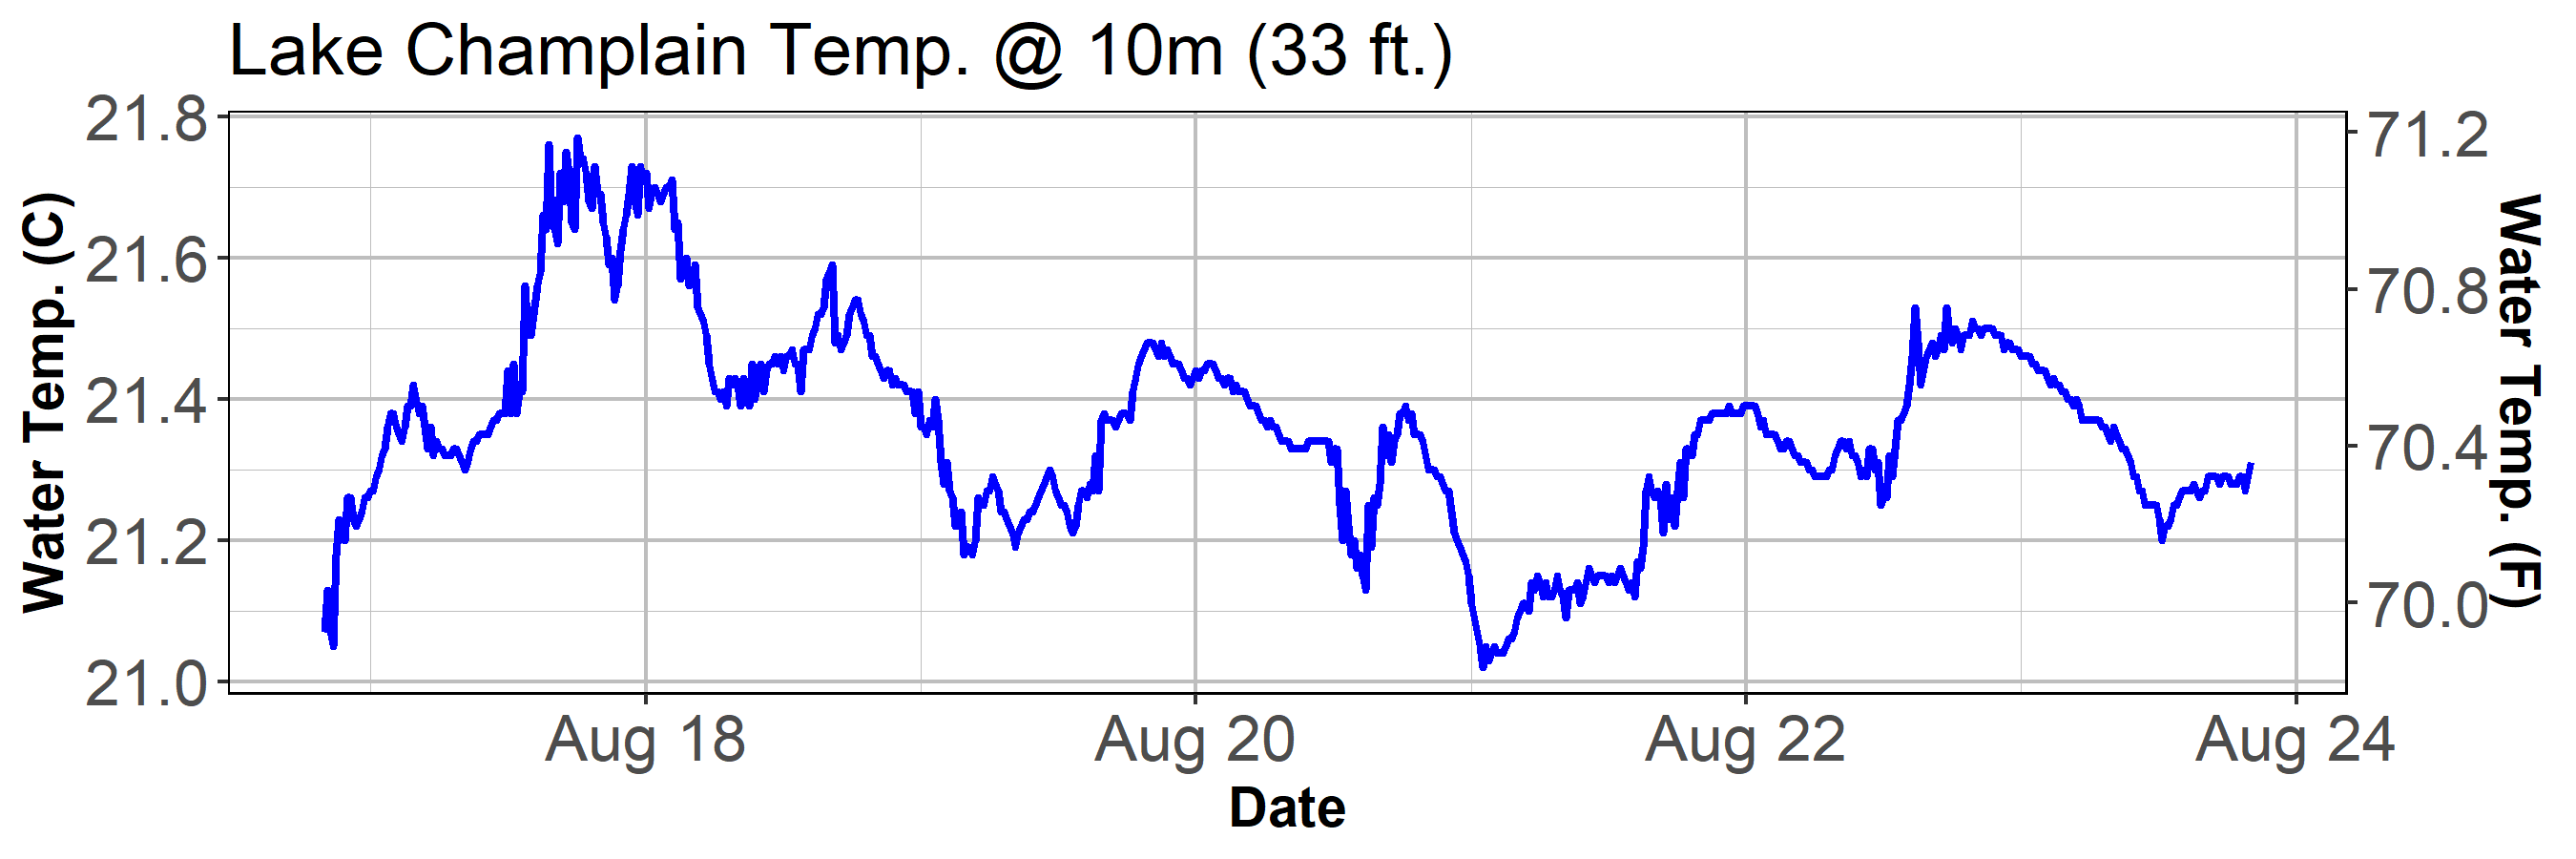 Lake Champlain Temp. @ 10m (33 ft.)
Water Temp. (C)
21.8
21.6
21.4
21.2
21.0
71.2
70.8
70.4
70.0
Water Temp. (F)
Aug 18
Aug 20
Aug 22
Aug 24
Date